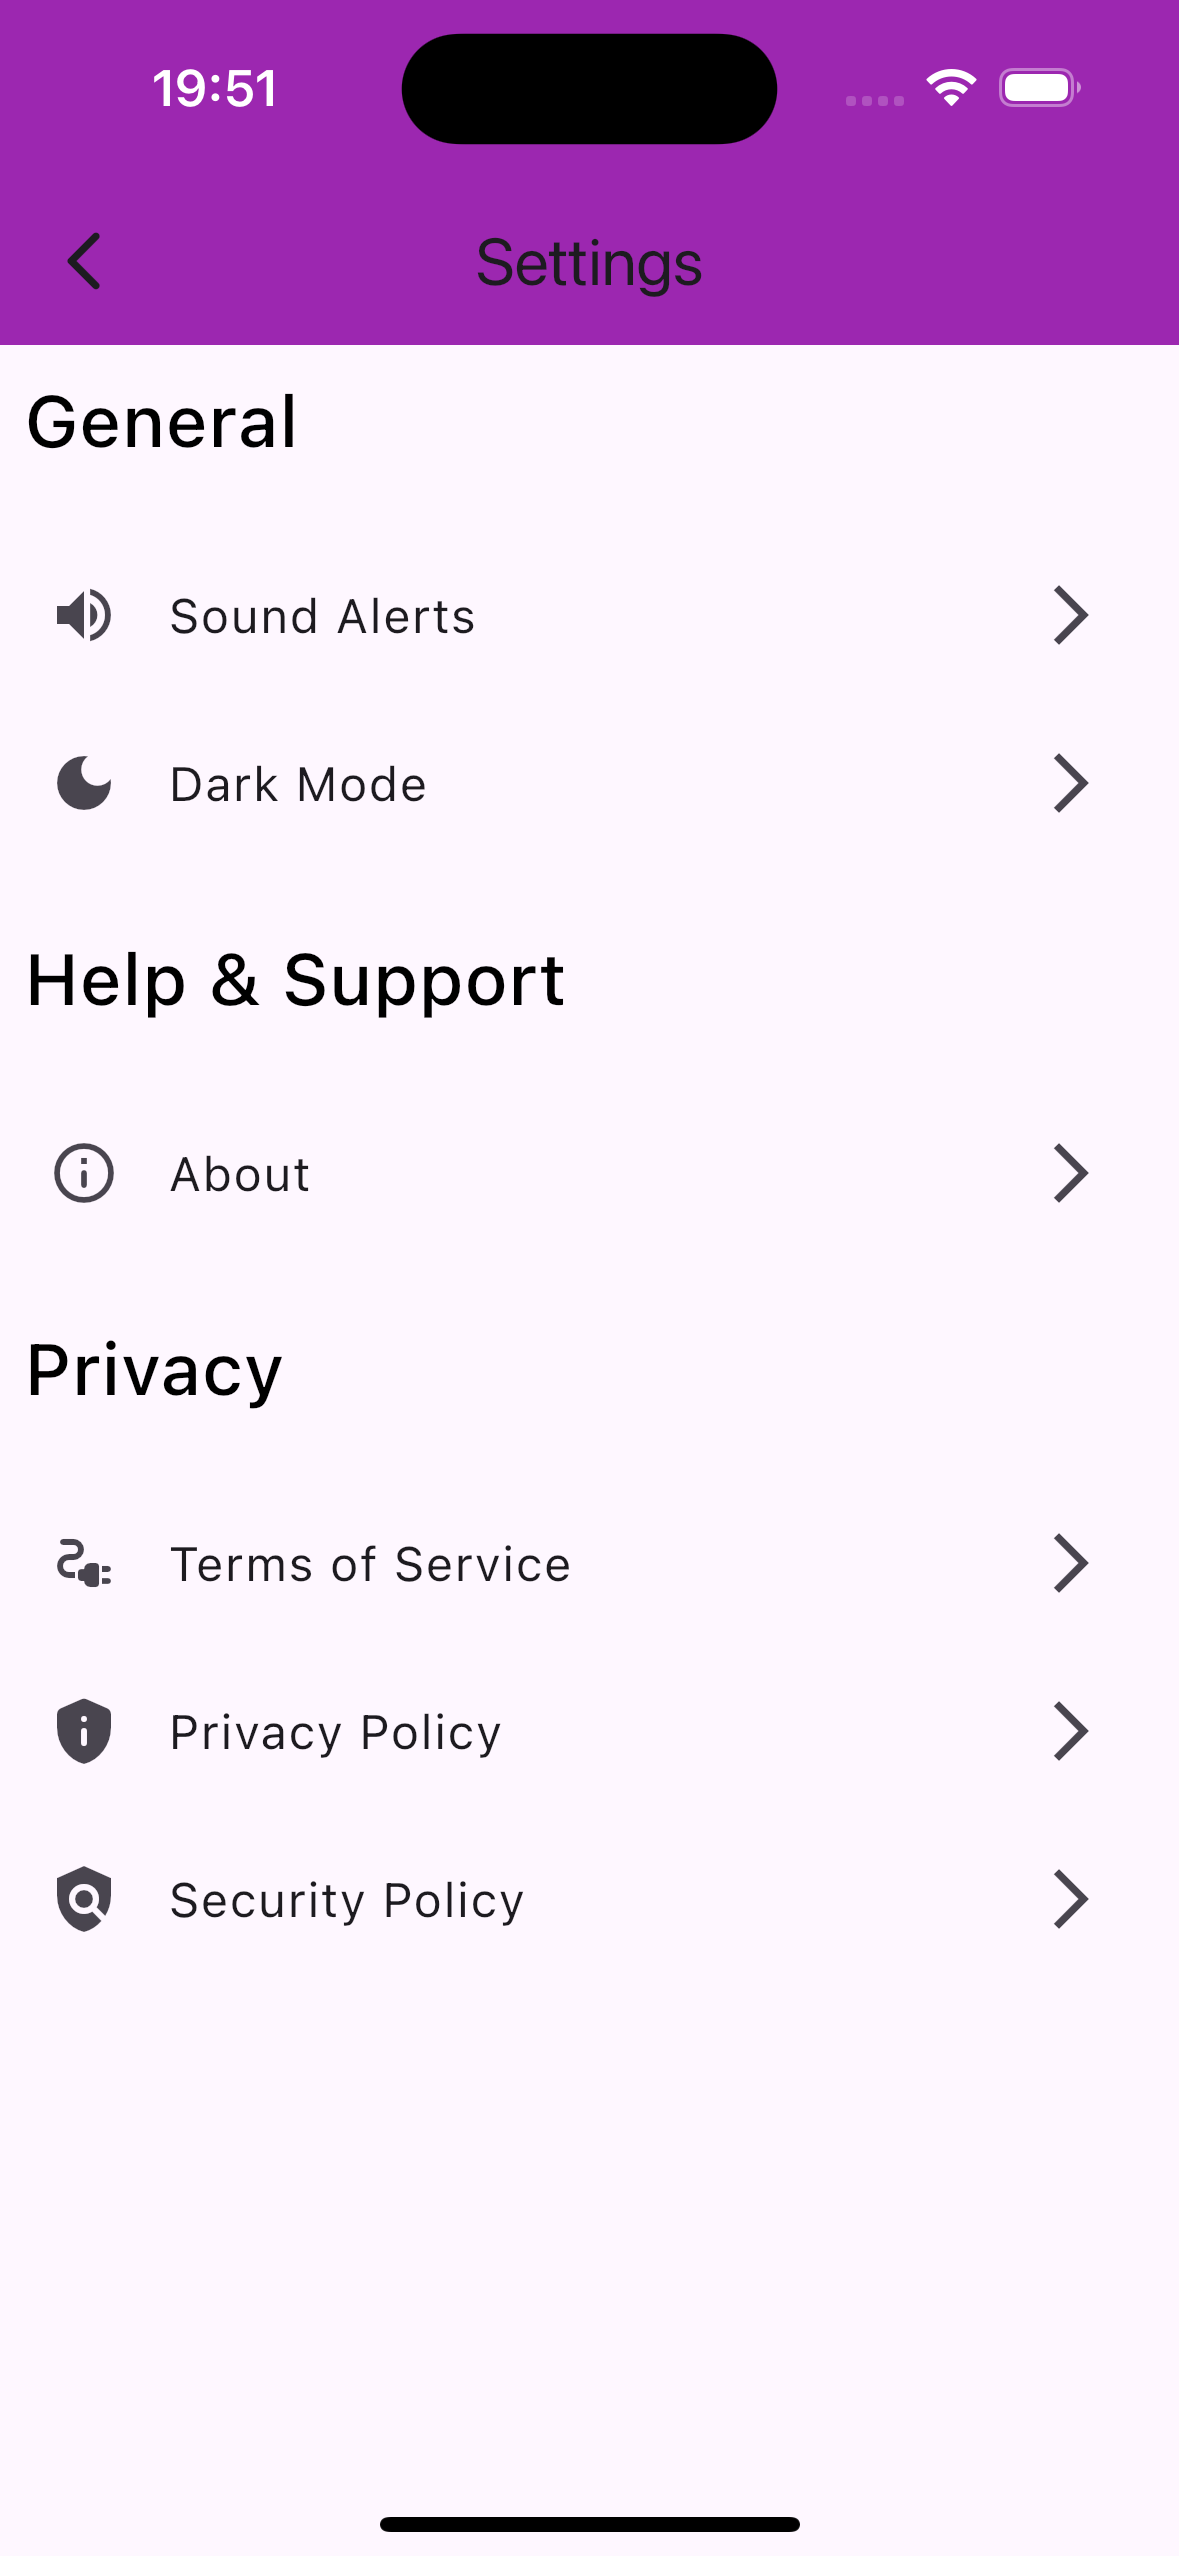 19:51
Settings
General
Sound Alerts
Dark Mode
Help & Support
About
Privacy
Terms of Service
Privacy Policy
Security Policy